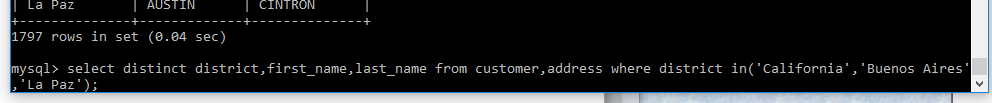 | La Paz       | AUSTIN      | CINTRON      |
+--------------+-------------+--------------+
1797 rows in set (0.04 sec)
mysql> select distinct district,first_name,last_name from customer,address where district in('California','Buenos Aires'
,'La Paz');